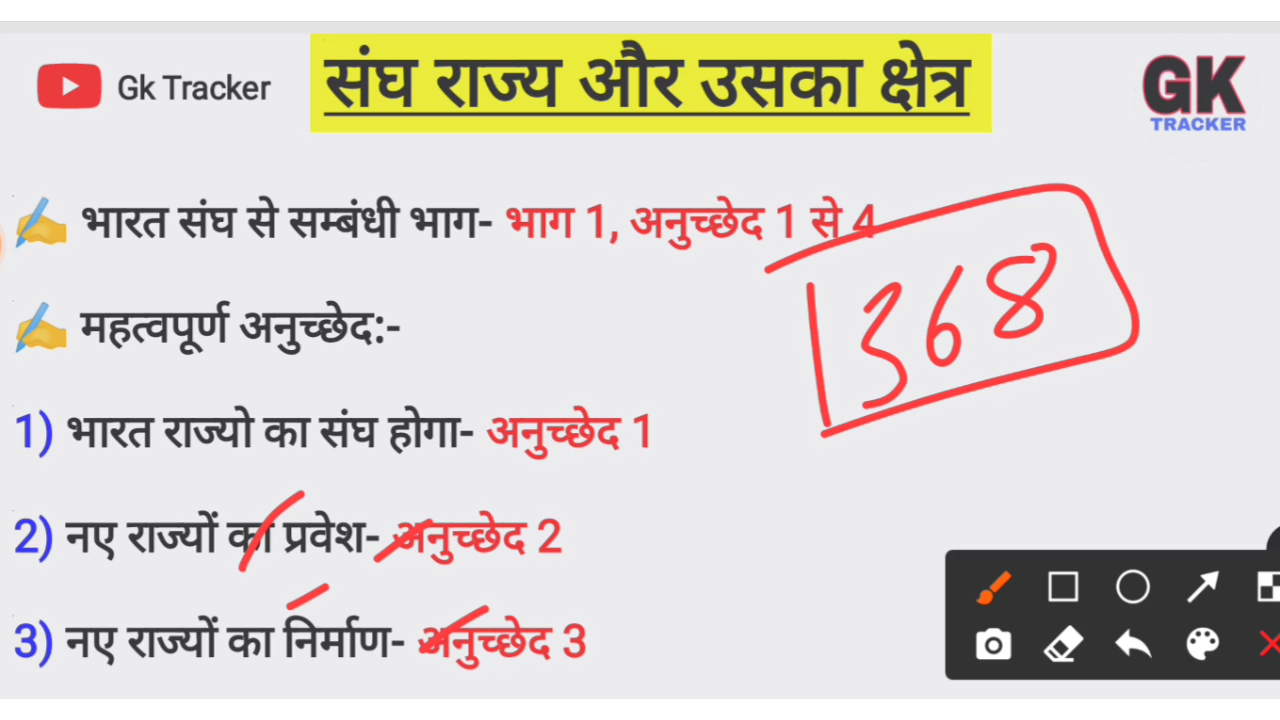 Gk Tracker
संघ राज्य और उसका क्षेत्र
GK
TRACKER
भारत संघ से सम्बंधी भाग- भाग 1, अनुच्छेद 1 से 4
368
महत्वपूर्ण अनुच्छेद:-
1) भारत राज्यो का संघ होगा- अनुच्छेद 1
2) नए राज्यों का प्रवेश- अनुच्छेद 2
3) नए राज्यों का निर्माण- अनुच्छेद 3